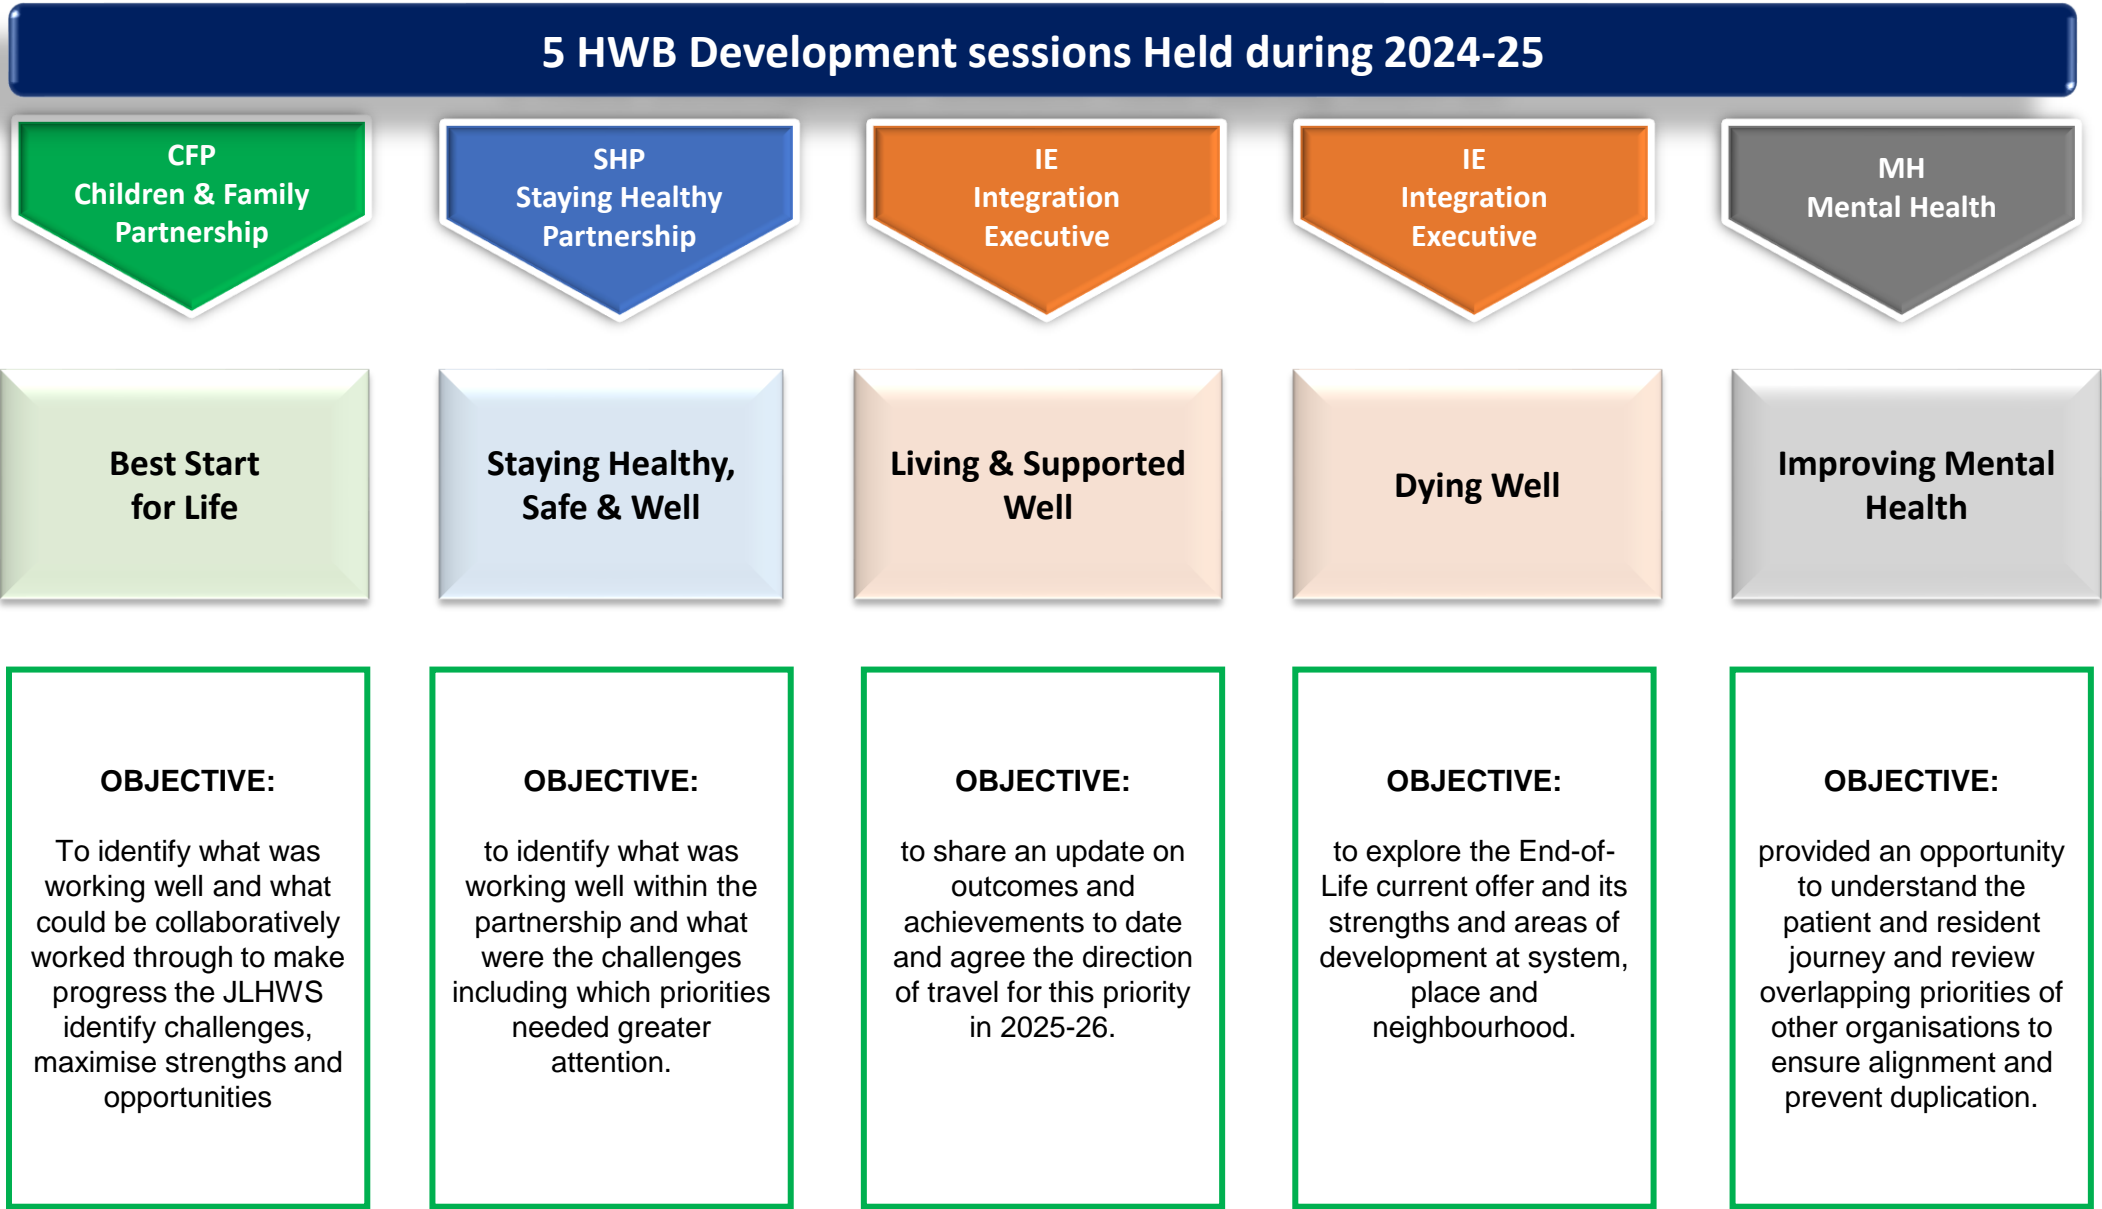 5 HWB Development sessions Held during 2024-25
CFP
Children & Family
Partnership
SHP
Staying Healthy
Partnership
IE
Integration
Executive
IE
Integration
Executive
MH
Mental Health
Best Start
for Life
Staying Healthy,
Safe & Well
Living & Supported
Well
Dying Well
Improving Mental
Health
OBJECTIVE:
To identify what was
working well and what
could be collaboratively
worked through to make
progress the JLHWS
identify challenges,
maximise strengths and
opportunities
OBJECTIVE:
to identify what was
working well within the
partnership and what
were the challenges
including which priorities
needed greater
attention.
OBJECTIVE:
to share an update on
outcomes and
achievements to date
and agree the direction
of travel for this priority
in 2025-26.
OBJECTIVE:
to explore the End-of-
Life current offer and its
strengths and areas of
development at system,
place and
neighbourhood.
OBJECTIVE:
provided an opportunity
to understand the
patient and resident
journey and review
overlapping priorities of
other organisations to
ensure alignment and
prevent duplication.